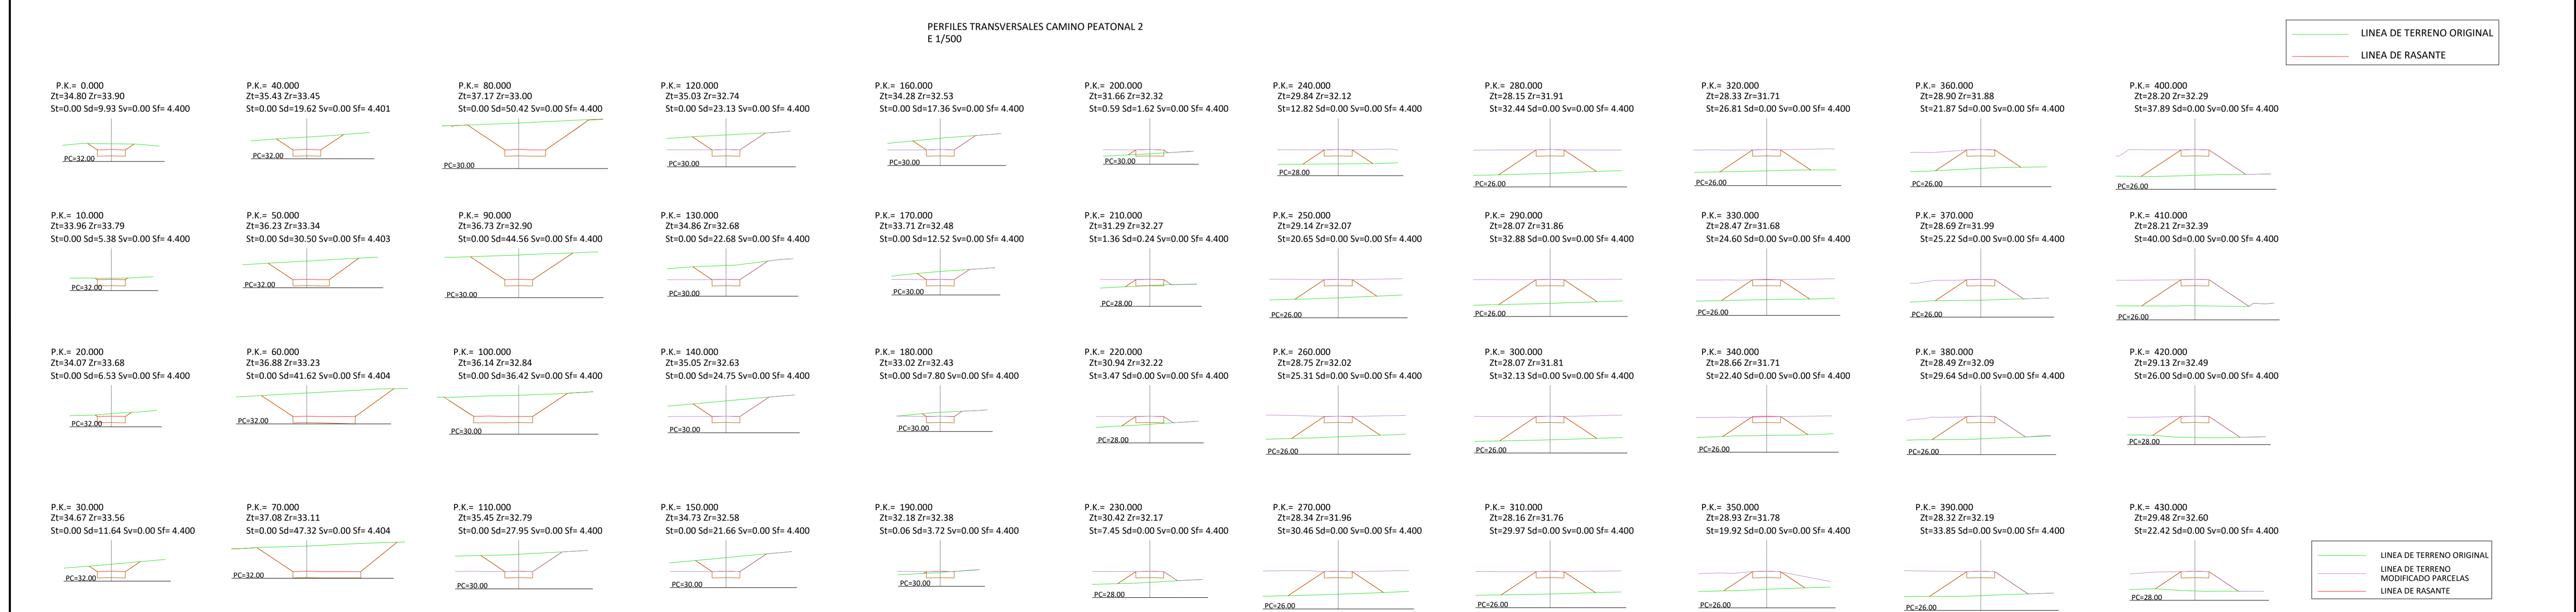 PERFILES TRANSVERSALES CAMINO PEATONAL 2
E 1/500
LINEA DE TERRENO ORIGINAL
LINEA DE RASANTE
P.K.= 0.000
Zt=34.80 Zr=33.90
St=0.00 Sd=9.93 Sv=0.00 Sf= 4.400
PC=32.00
P.K.= 40.000
Zt=35.43 Zr=33.45
St=0.00 Sd=19.62 Sv=0.00 Sf= 4.401
PC=32.00
P.K.= 80.000
Zt=37.17 Zr=33.00
St=0.00 Sd=50.42 Sv=0.00 Sf= 4.400
PC=30.00
P.K.= 120.000
Zt=35.03 Zr=32.74
St=0.00 Sd=23.13 Sv=0.00 Sf= 4.400
PC=30.00
P.K.= 160.000
Zt=34.28 Zr=32.53
St=0.00 Sd=17.36 Sv=0.00 Sf= 4.400
PC=30.00
P.K.= 200.000
Zt=31.66 Zr=32.32
St=0.59 Sd=1.62 Sv=0.00 Sf= 4.400
PC=30.00
P.K.= 240.000
Zt=29.84 Zr=32.12
St=12.82 Sd=0.00 Sv=0.00 Sf= 4.400
PC=28.00
P.K.= 280.000
Zt=28.15 Zr=31.91
St=32.44 Sd=0.00 Sv=0.00 Sf= 4.400
PC=26.00
P.K.= 320.000
Zt=28.33 Zr=31.71
St=26.81 Sd=0.00 Sv=0.00 Sf= 4.400
PC=26.00
P.K.= 360.000
Zt=28.90 Zr=31.88
St=21.87 Sd=0.00 Sv=0.00 Sf= 4.400
PC=26.00
P.K.= 400.000
Zt=28.20 Zr=32.29
St=37.89 Sd=0.00 Sv=0.00 Sf= 4.400
PC=26.00
P.K.= 10.000
Zt=33.96 Zr=33.79
St=0.00 Sd=5.38 Sv=0.00 Sf= 4.400
PC=32.00
P.K.= 50.000
Zt=36.23 Zr=33.34
St=0.00 Sd=30.50 Sv=0.00 Sf= 4.403
PC=32.00
P.K.= 90.000
Zt=36.73 Zr=32.90
St=0.00 Sd=44.56 Sv=0.00 Sf= 4.400
PC=30.00
P.K.= 130.000
Zt=34.86 Zr=32.68
St=0.00 Sd=22.68 Sv=0.00 Sf= 4.400
PC=30.00
P.K.= 170.000
Zt=33.71 Zr=32.48
St=0.00 Sd=12.52 Sv=0.00 Sf= 4.400
PC=30.00
P.K.= 210.000
Zt=31.29 Zr=32.27
St=1.36 Sd=0.24 Sv=0.00 Sf= 4.400
PC=28.00
P.K.= 250.000
Zt=29.14 Zr=32.07
St=20.65 Sd=0.00 Sv=0.00 Sf= 4.400
PC=26.00
P.K.= 290.000
Zt=28.07 Zr=31.86
St=32.88 Sd=0.00 Sv=0.00 Sf= 4.400
PC=26.00
P.K.= 330.000
Zt=28.47 Zr=31.68
St=24.60 Sd=0.00 Sv=0.00 Sf= 4.400
PC=26.00
P.K.= 370.000
Zt=28.69 Zr=31.99
St=25.22 Sd=0.00 Sv=0.00 Sf= 4.400
PC=26.00
P.K.= 410.000
Zt=28.21 Zr=32.39
St=40.00 Sd=0.00 Sv=0.00 Sf= 4.400
PC=26.00
P.K.= 20.000
Zt=34.07 Zr=33.68
St=0.00 Sd=6.53 Sv=0.00 Sf= 4.400
PC=32.00
P.K.= 60.000
Zt=36.88 Zr=33.23
St=0.00 Sd=41.62 Sv=0.00 Sf= 4.404
PC=32.00
P.K.= 100.000
Zt=36.14 Zr=32.84
St=0.00 Sd=36.42 Sv=0.00 Sf= 4.400
PC=30.00
P.K.= 140.000
Zt=35.05 Zr=32.63
St=0.00 Sd=24.75 Sv=0.00 Sf= 4.400
PC=30.00
P.K.= 180.000
Zt=33.02 Zr=32.43
St=0.00 Sd=7.80 Sv=0.00 Sf= 4.400
PC=30.00
P.K.= 220.000
Zt=30.94 Zr=32.22
St=3.47 Sd=0.00 Sv=0.00 Sf= 4.400
PC=28.00
P.K.= 260.000
Zt=28.75 Zr=32.02
St=25.31 Sd=0.00 Sv=0.00 Sf= 4.400
PC=26.00
P.K.= 300.000
Zt=28.07 Zr=31.81
St=32.13 Sd=0.00 Sv=0.00 Sf= 4.400
PC=26.00
P.K.= 340.000
Zt=28.66 Zr=31.71
St=22.40 Sd=0.00 Sv=0.00 Sf= 4.400
PC=26.00
P.K.= 380.000
Zt=28.49 Zr=32.09
St=29.64 Sd=0.00 Sv=0.00 Sf= 4.400
PC=26.00
P.K.= 420.000
Zt=29.13 Zr=32.49
St=26.00 Sd=0.00 Sv=0.00 Sf= 4.400
PC=28.00
P.K.= 30.000
Zt=34.67 Zr=33.56
St=0.00 Sd=11.64 Sv=0.00 Sf= 4.400
PC=32.00
P.K.= 70.000
Zt=37.08 Zr=33.11
St=0.00 Sd=47.32 Sv=0.00 Sf= 4.404
PC=32.00
P.K.= 110.000
Zt=35.45 Zr=32.79
St=0.00 Sd=27.95 Sv=0.00 Sf= 4.400
PC=30.00
P.K.= 150.000
Zt=34.73 Zr=32.58
St=0.00 Sd=21.66 Sv=0.00 Sf= 4.400
PC=30.00
P.K.= 190.000
Zt=32.18 Zr=32.38
St=0.06 Sd=3.72 Sv=0.00 Sf= 4.400
PC=30.00
P.K.= 230.000
Zt=30.42 Zr=32.17
St=7.45 Sd=0.00 Sv=0.00 Sf= 4.400
PC=28.00
P.K.= 270.000
Zt=28.34 Zr=31.96
St=30.46 Sd=0.00 Sv=0.00 Sf= 4.400
PC=26.00
P.K.= 310.000
Zt=28.16 Zr=31.76
St=29.97 Sd=0.00 Sv=0.00 Sf= 4.400
PC=26.00
P.K.= 350.000
Zt=28.93 Zr=31.78
St=19.92 Sd=0.00 Sv=0.00 Sf= 4.400
PC=26.00
P.K.= 390.000
Zt=28.32 Zr=32.19
St=33.85 Sd=0.00 Sv=0.00 Sf= 4.400
PC=26.00
P.K.= 430.000
Zt=29.48 Zr=32.60
St=22.42 Sd=0.00 Sv=0.00 Sf= 4.400
PC=28.00
LINEA DE TERRENO ORIGINAL
LINEA DE TERRENO
MODIFICADO PARCELAS
LINEA DE RASANTE